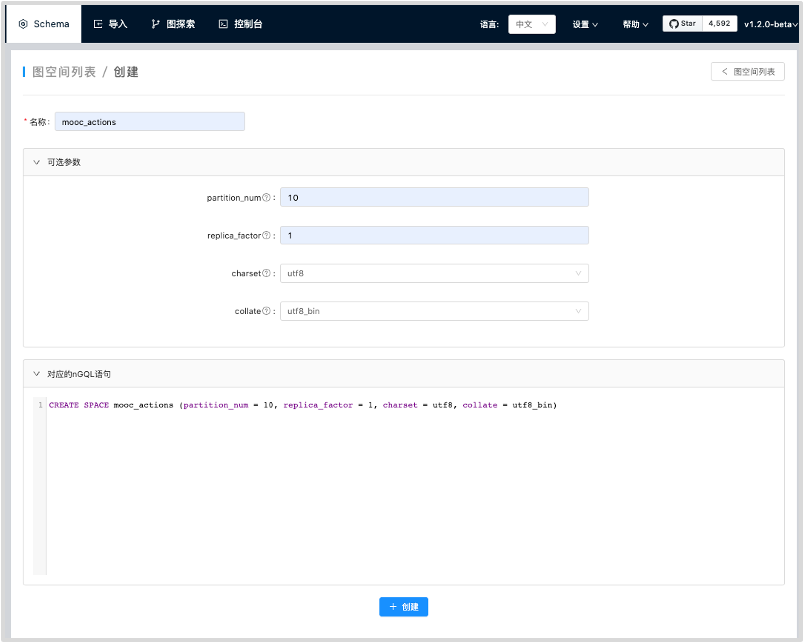 Schema 导入 图探索 控制台 语言: 中文 设置 帮助 Star 4,592 v1.2.0-beta
图空间列表 / 创建 图空间列表
* 名称: mooc_actions
可选参数
partition_num : 10
replica_factor : 1
charset : utf8
collate : utf8_bin
对应的nGQL语句
1 CREATE SPACE mooc_actions (partition_num = 10, replica_factor = 1, charset = utf8, collate = utf8_bin)
+ 创建